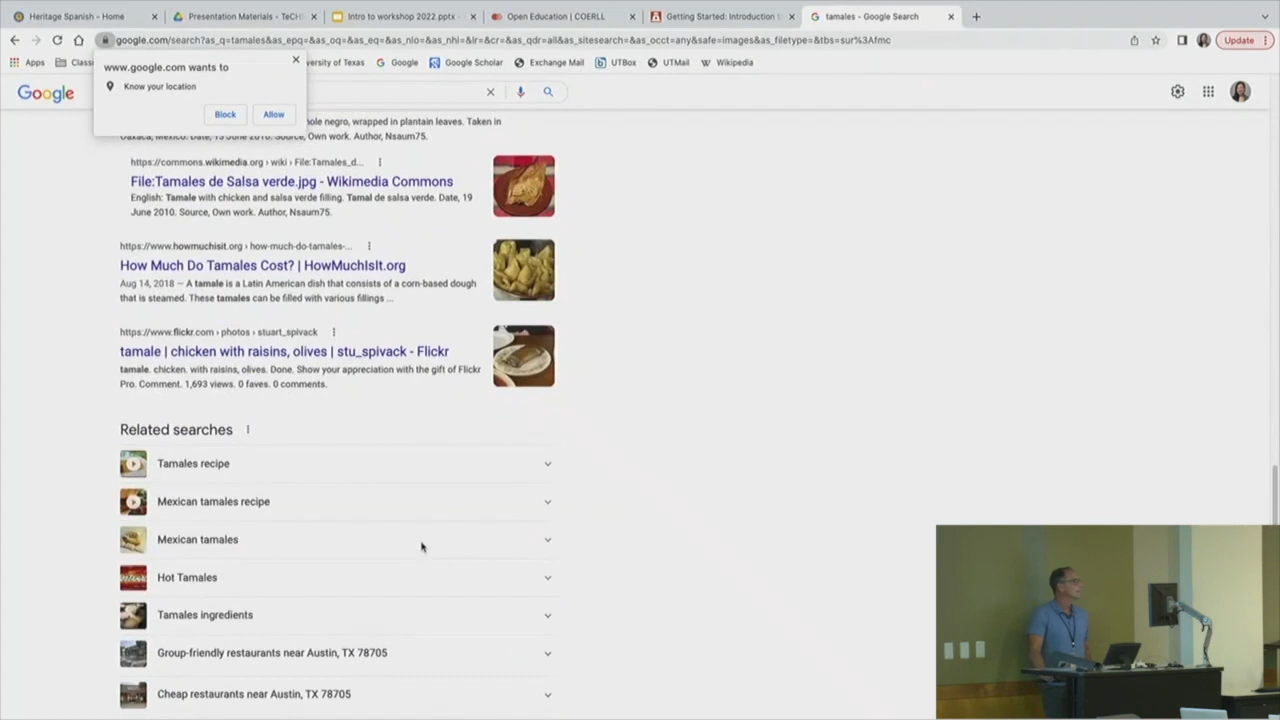 Heritage Spanish - Home
Presentation Materials - TeCH
Intro to workshop 2022.pptx -
Open Education | COERLL
Getting Started: Introduction t
tamales - Google Search
google.com/search?as_q=tamales&as_epq=&as_oq=&as_eq=&as_nlo=&as_nhi=&lr=&cr=&as_qdr=all&as_sitesearch=&as_occt=any&safe=images&as_filetype=&tbs=sur%3Afmc
Update
Apps
Classi
versity of Texas
Google
Google Scholar
Exchange Mail
UTBox
UTMail
Wikipedia
www.google.com wants to
Know your location
Block
Allow
Google
ole negro, wrapped in plantain leaves. Taken in
Oaxaca, Mexico. Date, 13 June 2010. Source, Own work. Author, Nsaum75.
https://commons.wikimedia.org › wiki › File:Tamales_d...
File:Tamales de Salsa verde.jpg - Wikimedia Commons
English: Tamale with chicken and salsa verde filling. Tamal de salsa verde. Date, 19
June 2010. Source, Own work. Author, Nsaum75.
https://www.howmuchisit.org › how-much-do-tamales-...
How Much Do Tamales Cost? | HowMuchIsIt.org
Aug 14, 2018 — A tamale is a Latin American dish that consists of a corn-based dough
that is steamed. These tamales can be filled with various fillings ...
https://www.flickr.com › photos › stuart_spivack
tamale | chicken with raisins, olives | stu_spivack - Flickr
tamale. chicken. with raisins, olives. Done. Show your appreciation with the gift of Flickr
Pro. Comment. 1,693 views. 0 faves. 0 comments.
Related searches
Tamales recipe
Mexican tamales recipe
Mexican tamales
Hot Tamales
Tamales ingredients
Group-friendly restaurants near Austin, TX 78705
Cheap restaurants near Austin, TX 78705